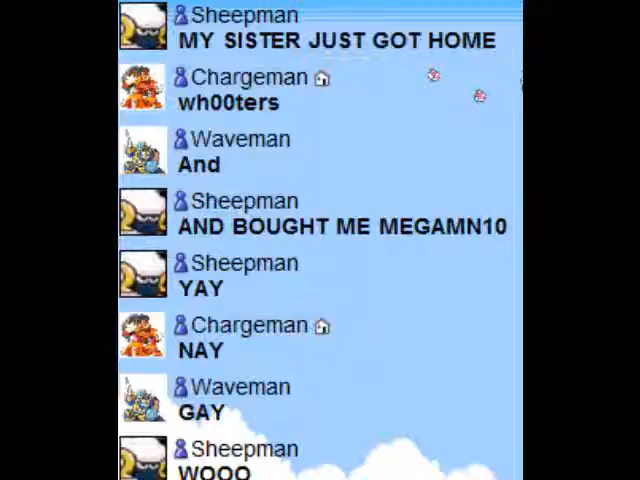 Sheepman
MY SISTER JUST GOT HOME
Chargeman
wh00ters
Waveman
And
Sheepman
AND BOUGHT ME MEGAMN10
Sheepman
YAY
Chargeman
NAY
Waveman
GAY
Sheepman
WOOO